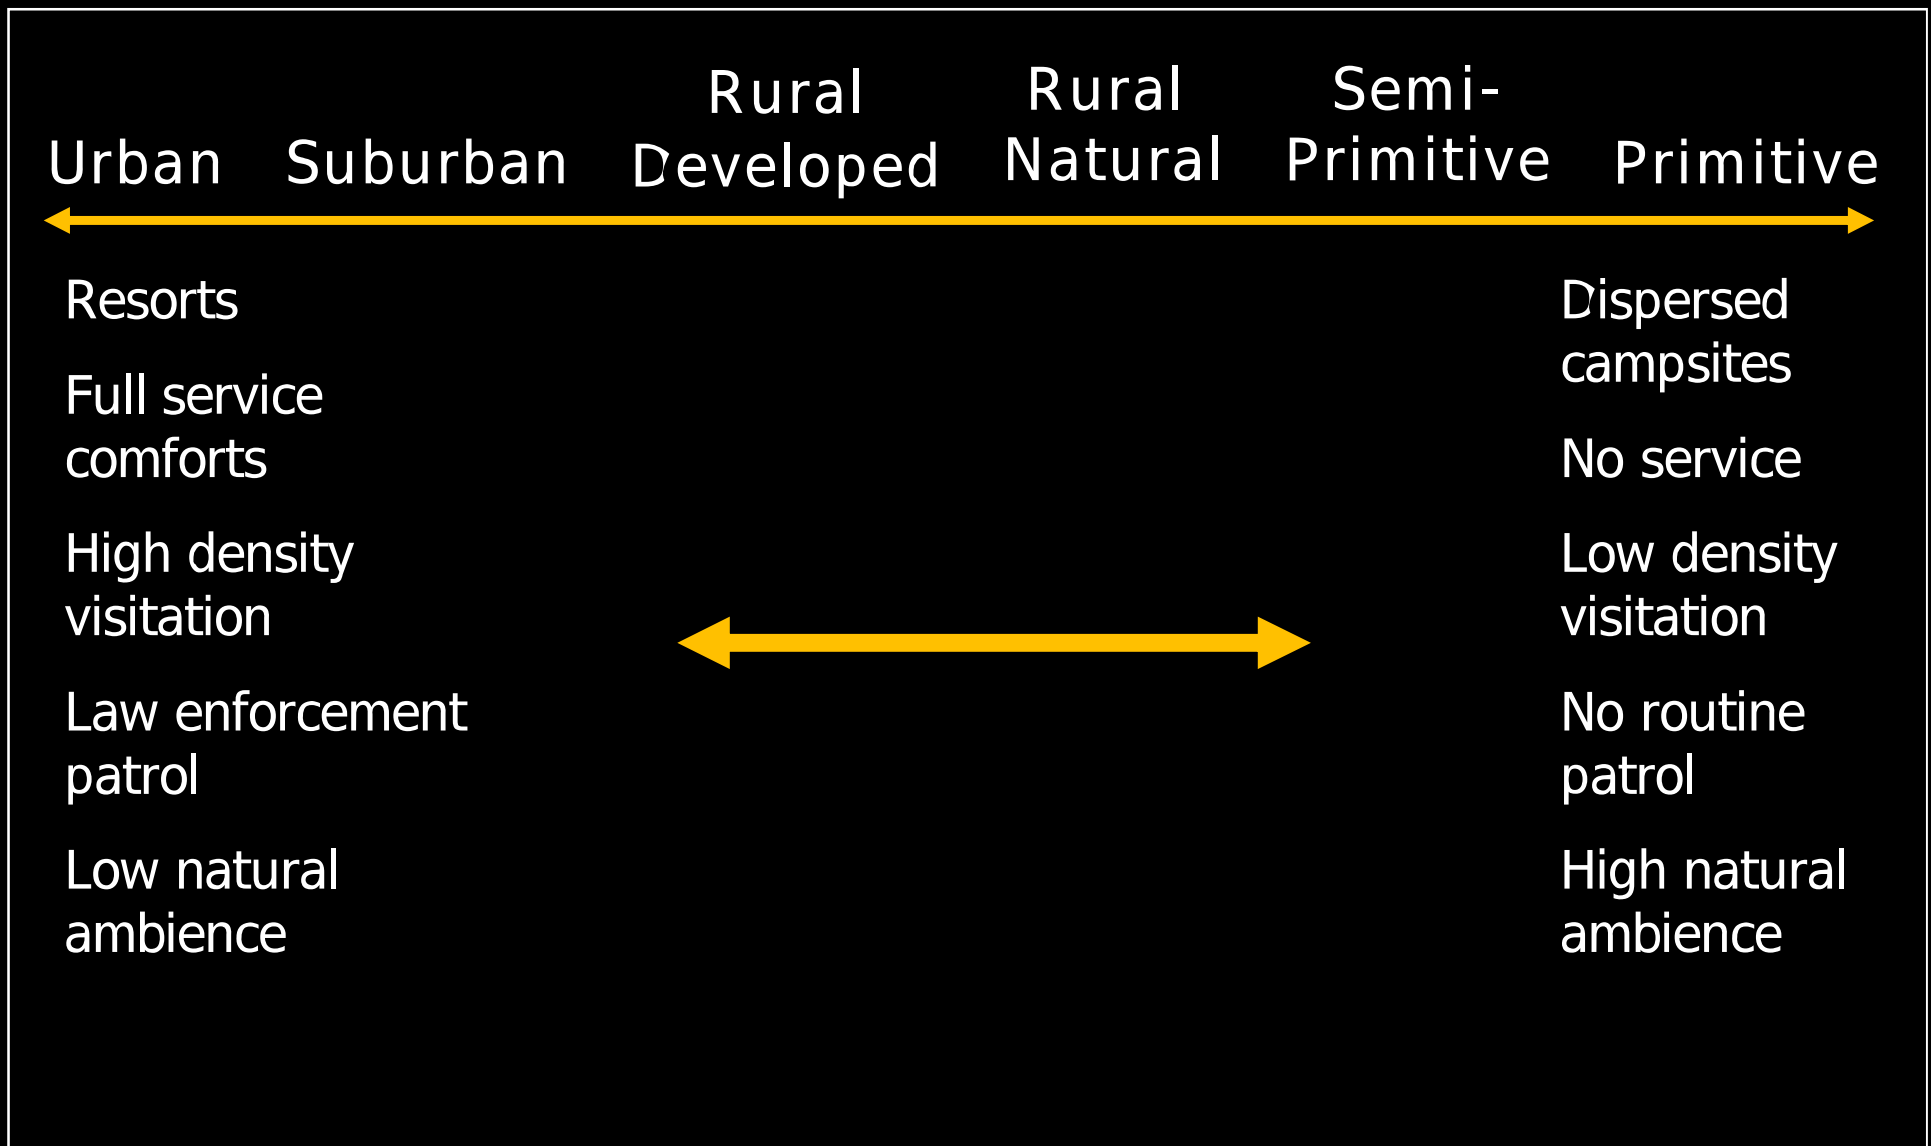 Urban
Suburban
Rural
Developed
Rural
Natural
Semi-
Primitive
Primitive
Resorts
Full service
comforts
High density
visitation
Law enforcement
patrol
Low natural
ambience
Dispersed
campsites
No service
Low density
visitation
No routine
patrol
High natural
ambience